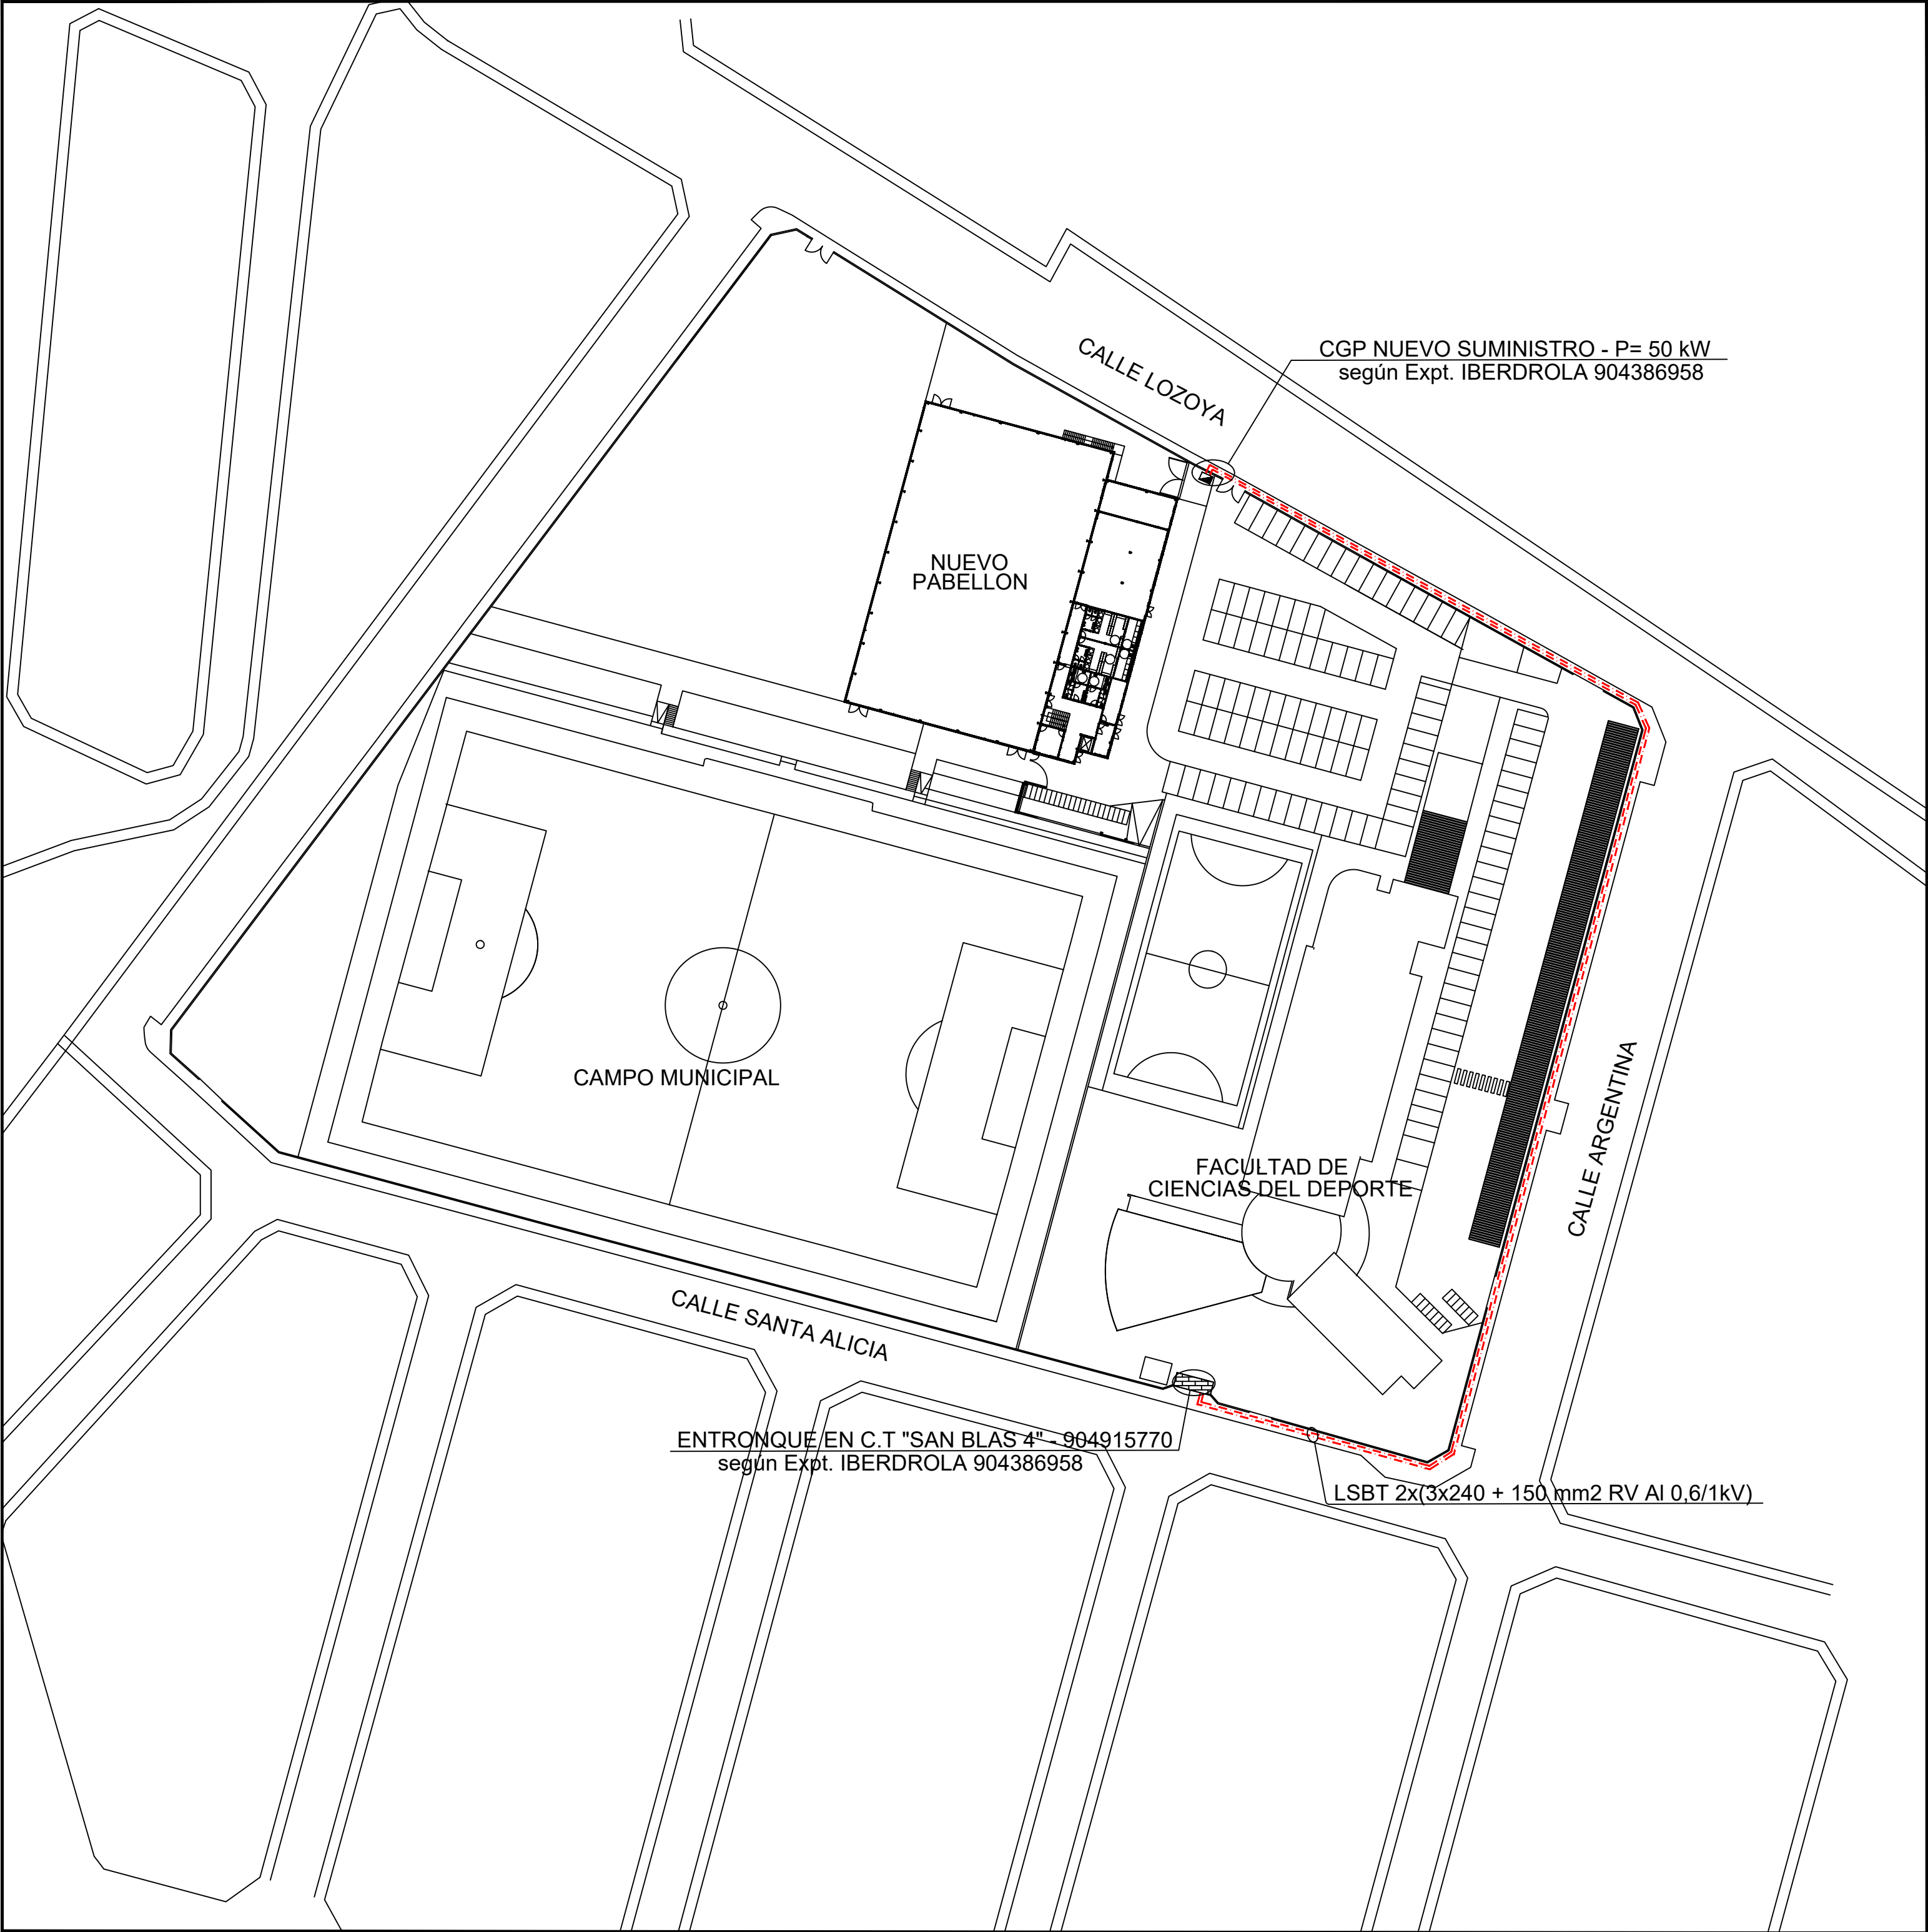 CALLE LOZOYA
CGP NUEVO SUMINISTRO - P= 50 kW
según Expt. IBERDROLA 904386958
NUEVO
PABELLON
CAMPO MUNICIPAL
FACULTAD DE
CIENCIAS DEL DEPORTE
CALLE ARGENTINA
CALLE SANTA ALICIA
ENTRONQUE EN C.T "SAN BLAS 4" - 904915770
según Expt. IBERDROLA 904386958
LSBT 2x(3x240 + 150 mm2 RV Al 0,6/1kV)